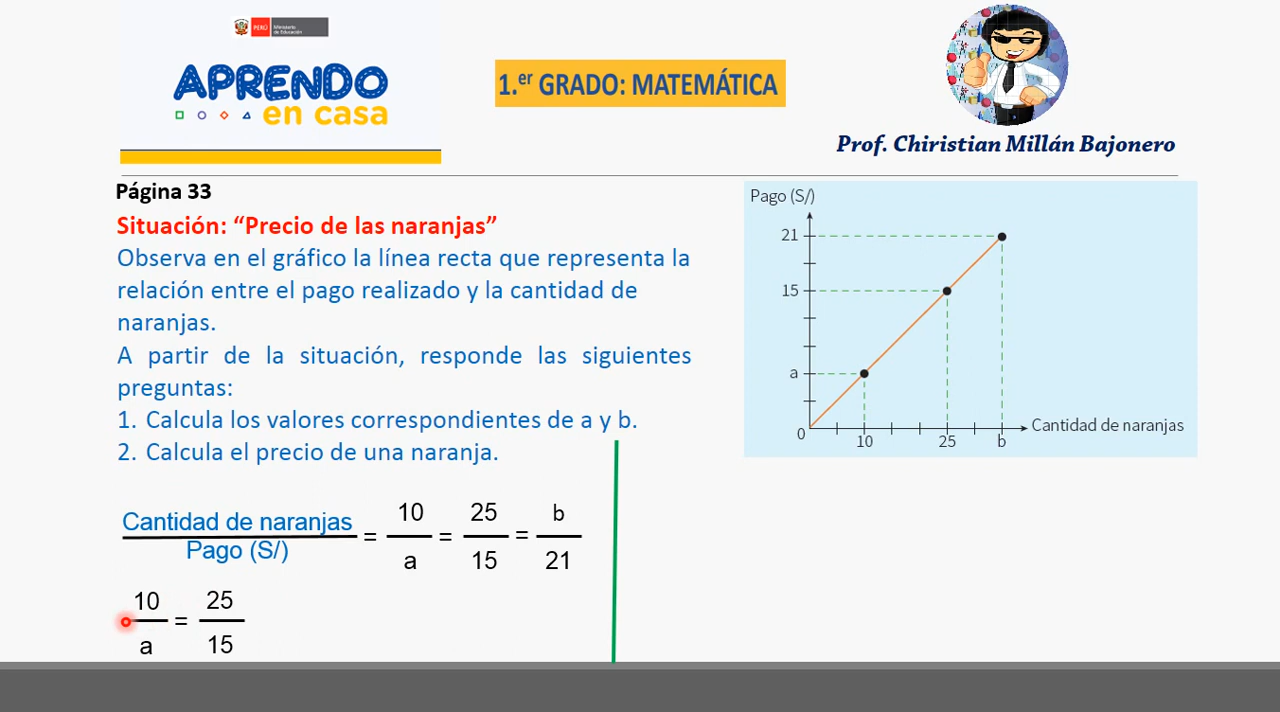 PERÚ
Ministerio
de Educación
APRENDO
en casa
1.er GRADO: MATEMÁTICA
Prof. Chiristian Millán Bajonero
Página 33
Situación: “Precio de las naranjas”
Observa en el gráfico la línea recta que representa la
relación entre el pago realizado y la cantidad de
naranjas.
A partir de la situación, responde las siguientes
preguntas:
1. Calcula los valores correspondientes de a y b.
2. Calcula el precio de una naranja.
Pago (S/)
21
15
a
0
10
25
b
Cantidad de naranjas
Cantidad de naranjas
Pago (S/)
= 10/a = 25/15 = b/21
10/a = 25/15